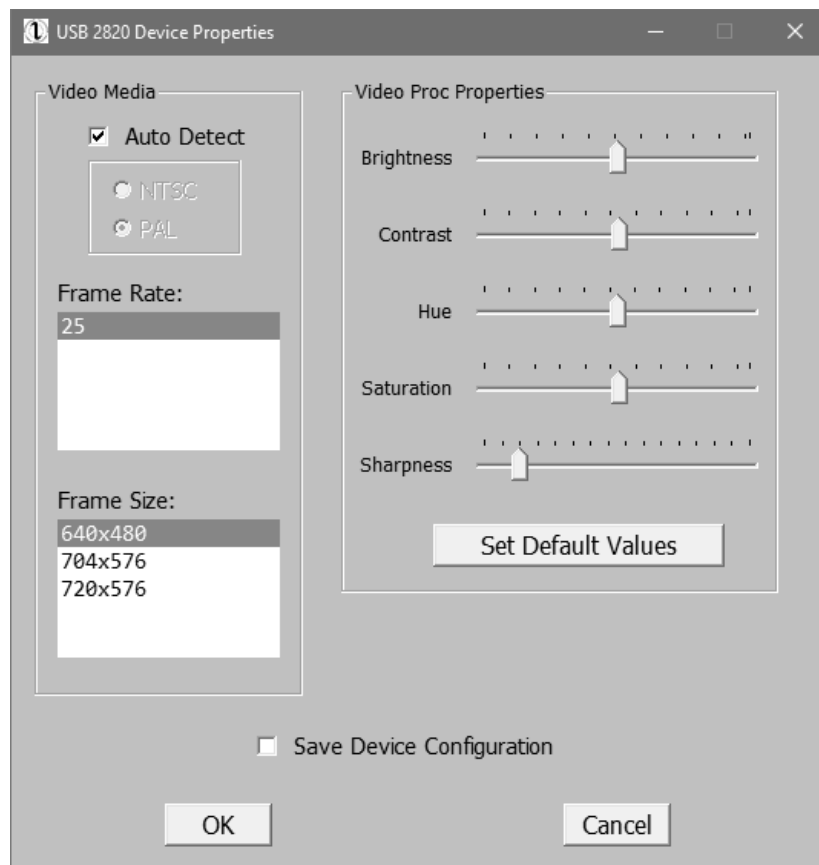 USB 2820 Device Properties
Video Media
Auto Detect
NTSC
PAL
Frame Rate:
25
Frame Size:
640x480
704x576
720x576
Video Proc Properties
Brightness
Contrast
Hue
Saturation
Sharpness
Set Default Values
Save Device Configuration
OK
Cancel